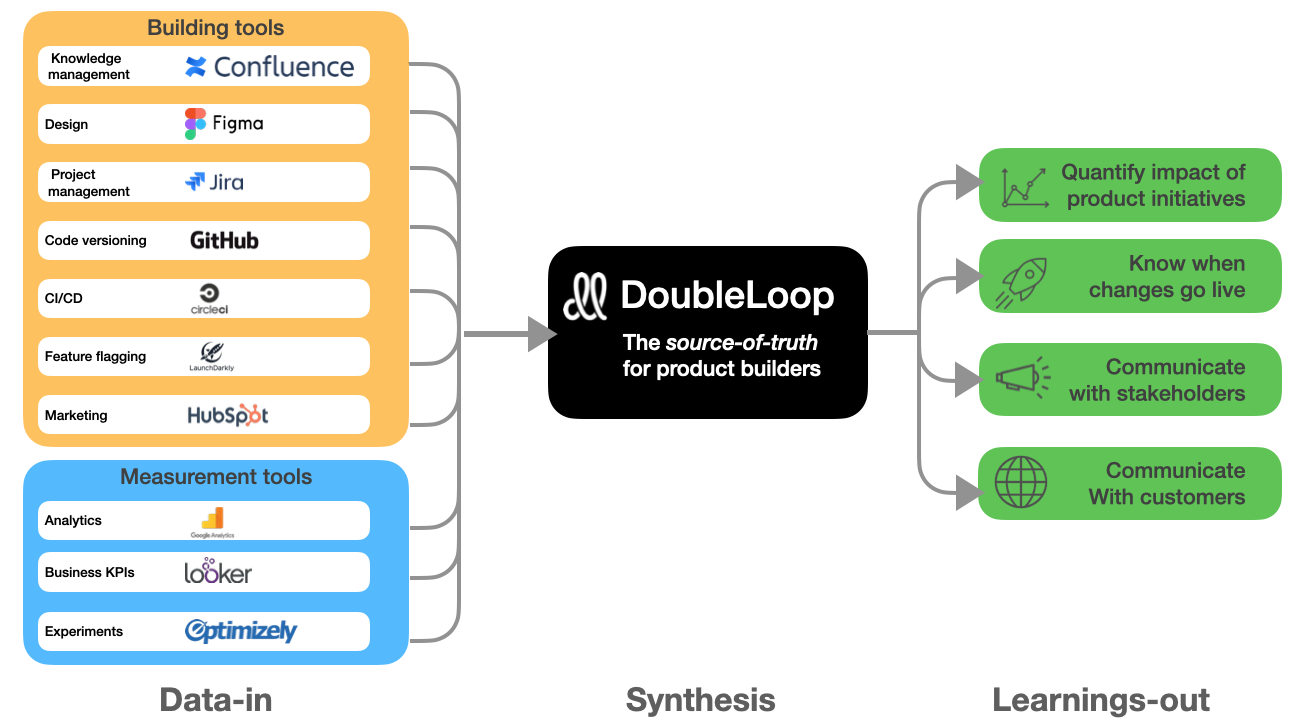 Building tools
Knowledge
management
Confluence
Design
Figma
Project
management
Jira
Code versioning
GitHub
CI/CD
circleci
Feature flagging
LaunchDarkly
Marketing
HubSpot
Measurement tools
Analytics
Google Analytics
Business KPIs
looker
Experiments
Optimizely
Data-in
DoubleLoop
The source-of-truth
for product builders
Synthesis
Quantify impact of
product initiatives
Know when
changes go live
Communicate
with stakeholders
Communicate
With customers
Learnings-out